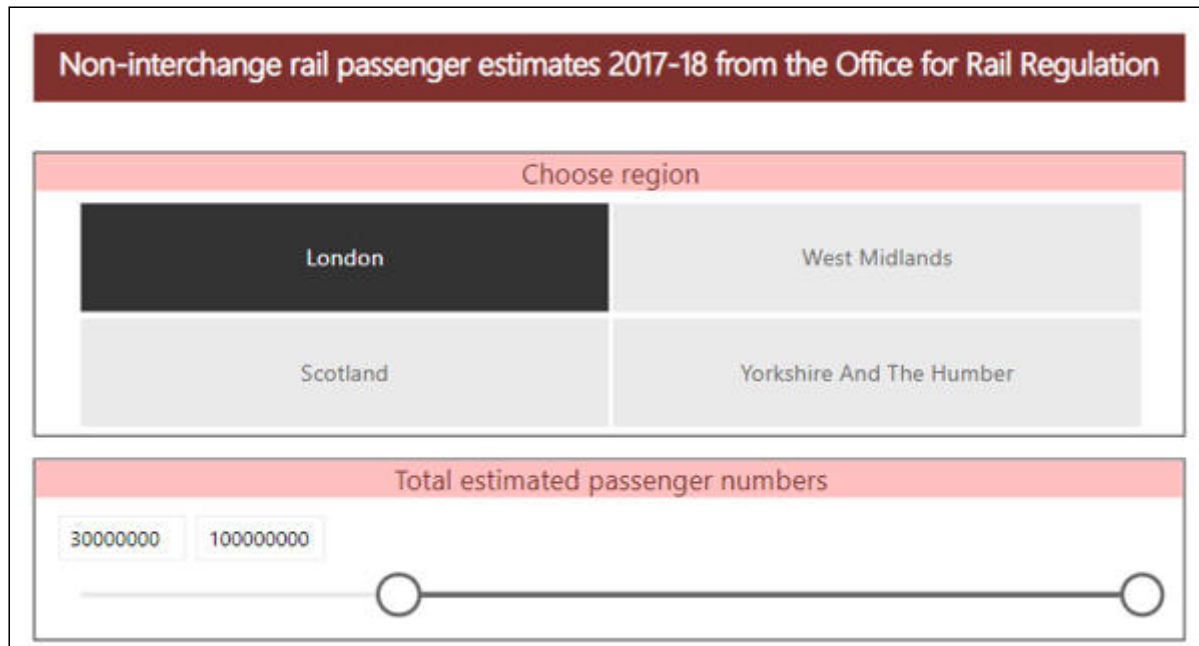 Non-interchange rail passenger estimates 2017-18 from the Office for Rail Regulation
Choose region
London
West Midlands
Scotland
Yorkshire And The Humber
Total estimated passenger numbers
30000000
100000000